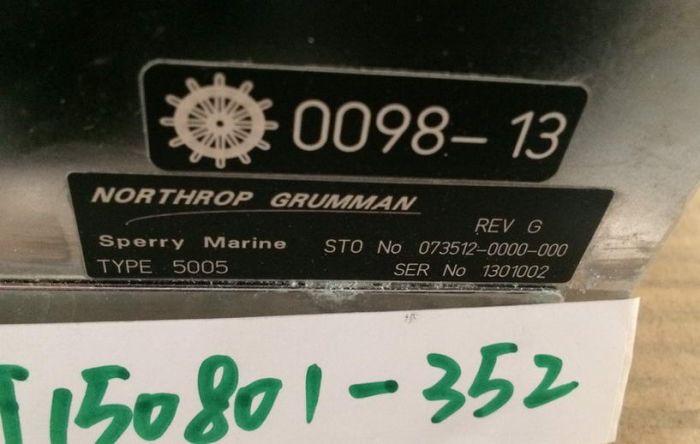 0098-13
NORTHROP GRUMMAN
REV G
Sperry Marine STO No 073512-0000-000
TYPE 5005 SER No 1301002
150801-352